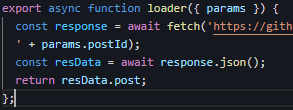 export async function loader({ params }) {
const response = await fetch('https://gith
' + params.postId);
const resData = await response.json();
return resData.post;
};